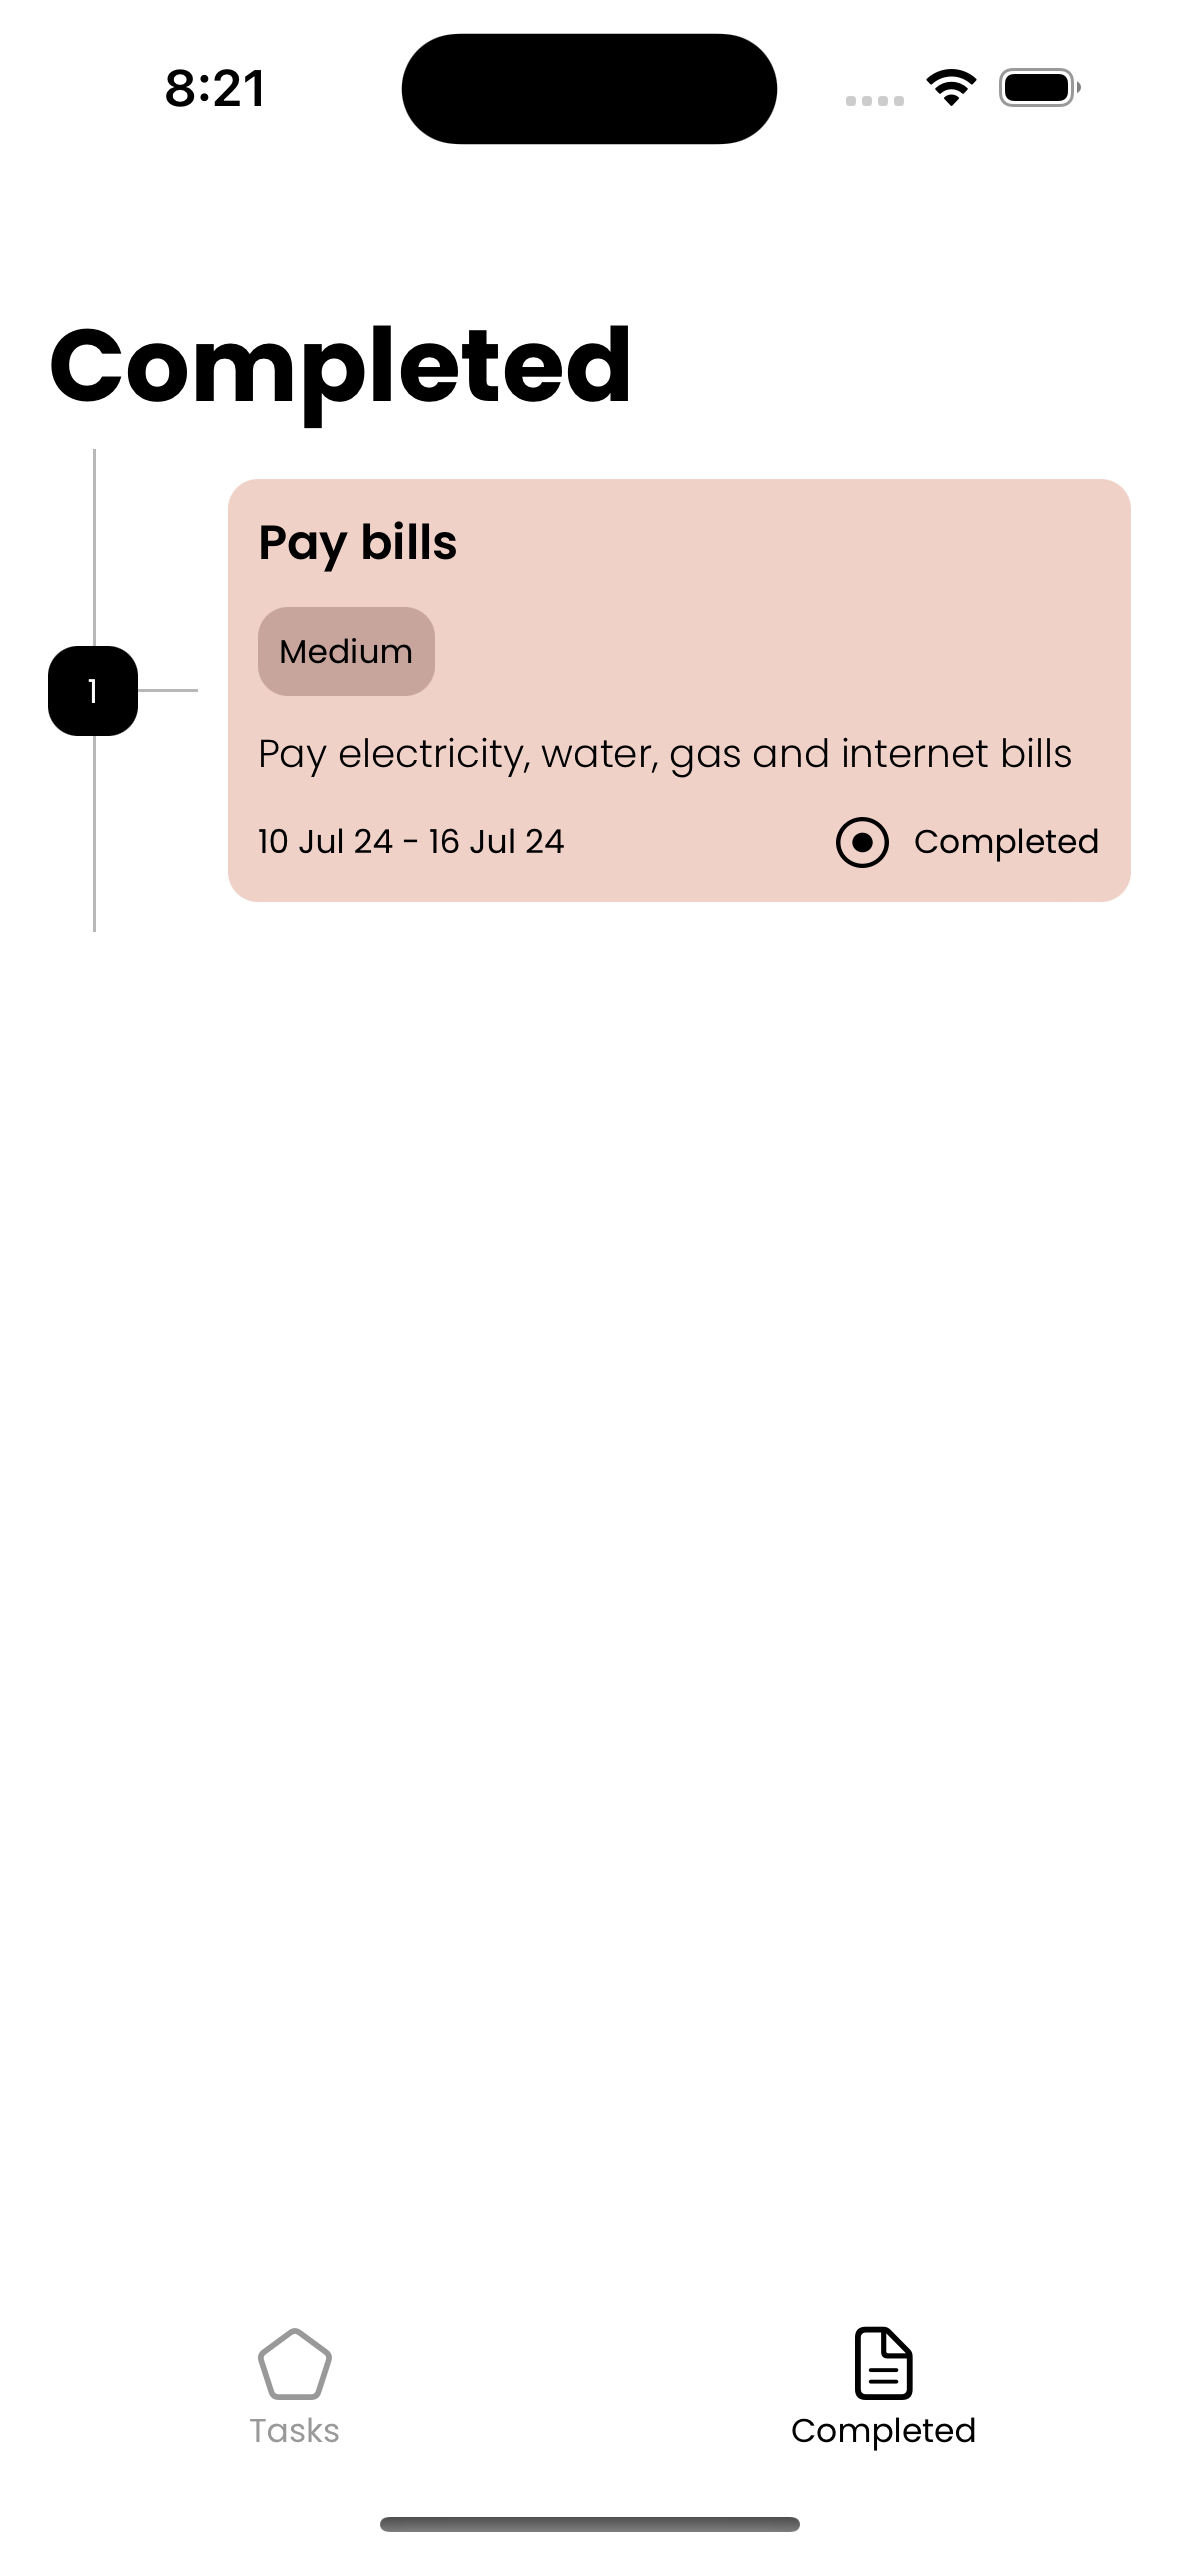 8:21
Completed
Pay bills
Medium
1
Pay electricity, water, gas and internet bills
10 Jul 24 - 16 Jul 24
Completed
Tasks
Completed